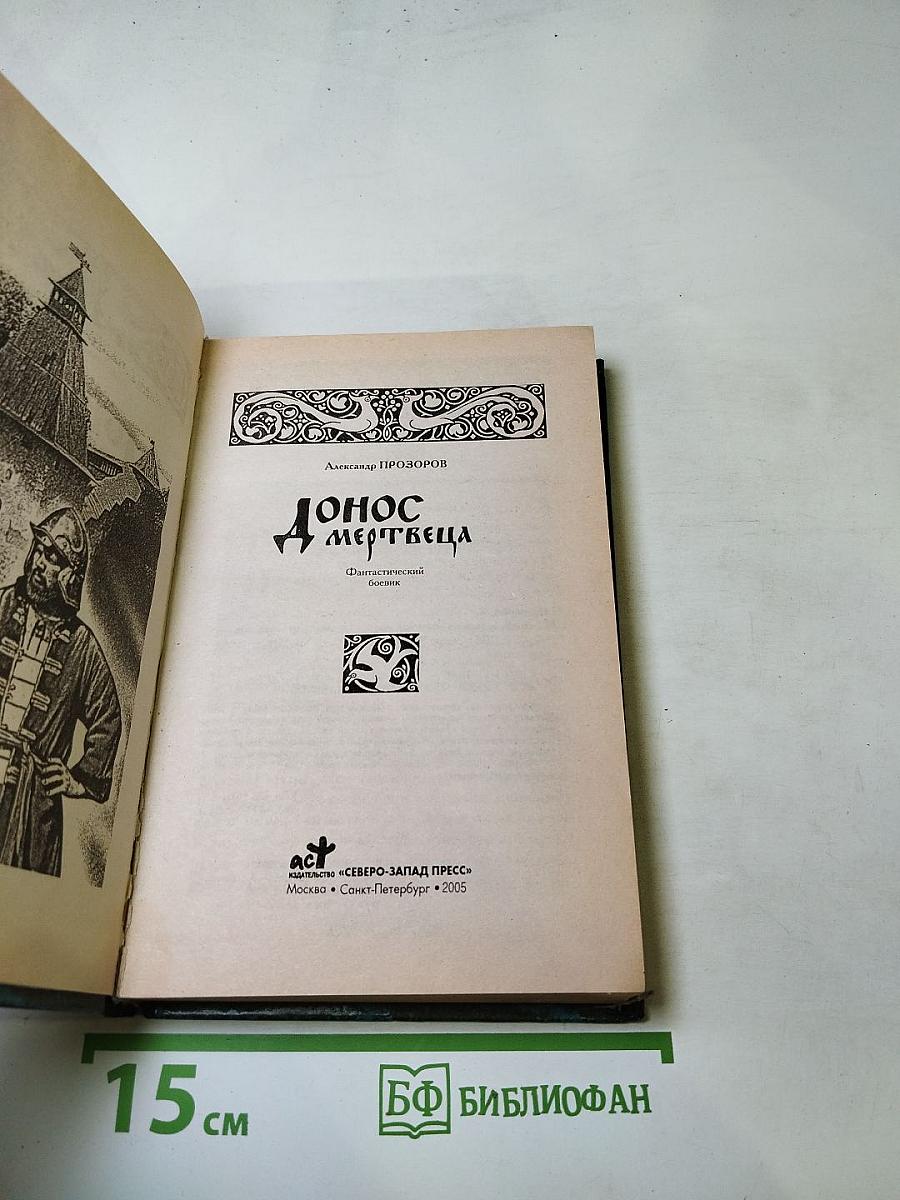 Александр ПРОЗОРОВ
ДОНОС
МЕРТВЕЦА
Фантастический
боевик
аст
ИЗДАТЕЛЬСТВО «СЕВЕРО-ЗАПАД ПРЕСС»
Москва • Санкт-Петербург • 2005
15 см
БФ БИБЛИОФАН